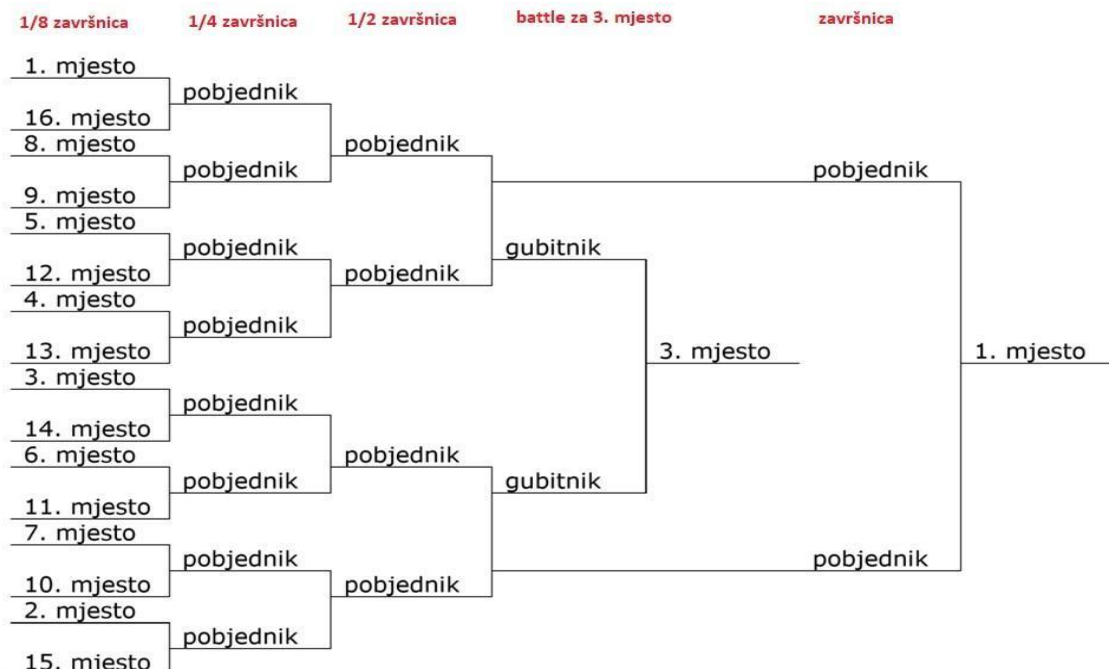 1/8 završnica
1/4 završnica
1/2 završnica
battle za 3. mjesto
završnica
1. mjesto
16. mjesto
8. mjesto
9. mjesto
5. mjesto
12. mjesto
4. mjesto
13. mjesto
3. mjesto
14. mjesto
6. mjesto
11. mjesto
7. mjesto
10. mjesto
2. mjesto
15. mjesto
pobjednik
pobjednik
pobjednik
pobjednik
pobjednik
pobjednik
pobjednik
pobjednik
pobjednik
pobjednik
pobjednik
pobjednik
gubitnik
gubitnik
3. mjesto
pobjednik
pobjednik
1. mjesto